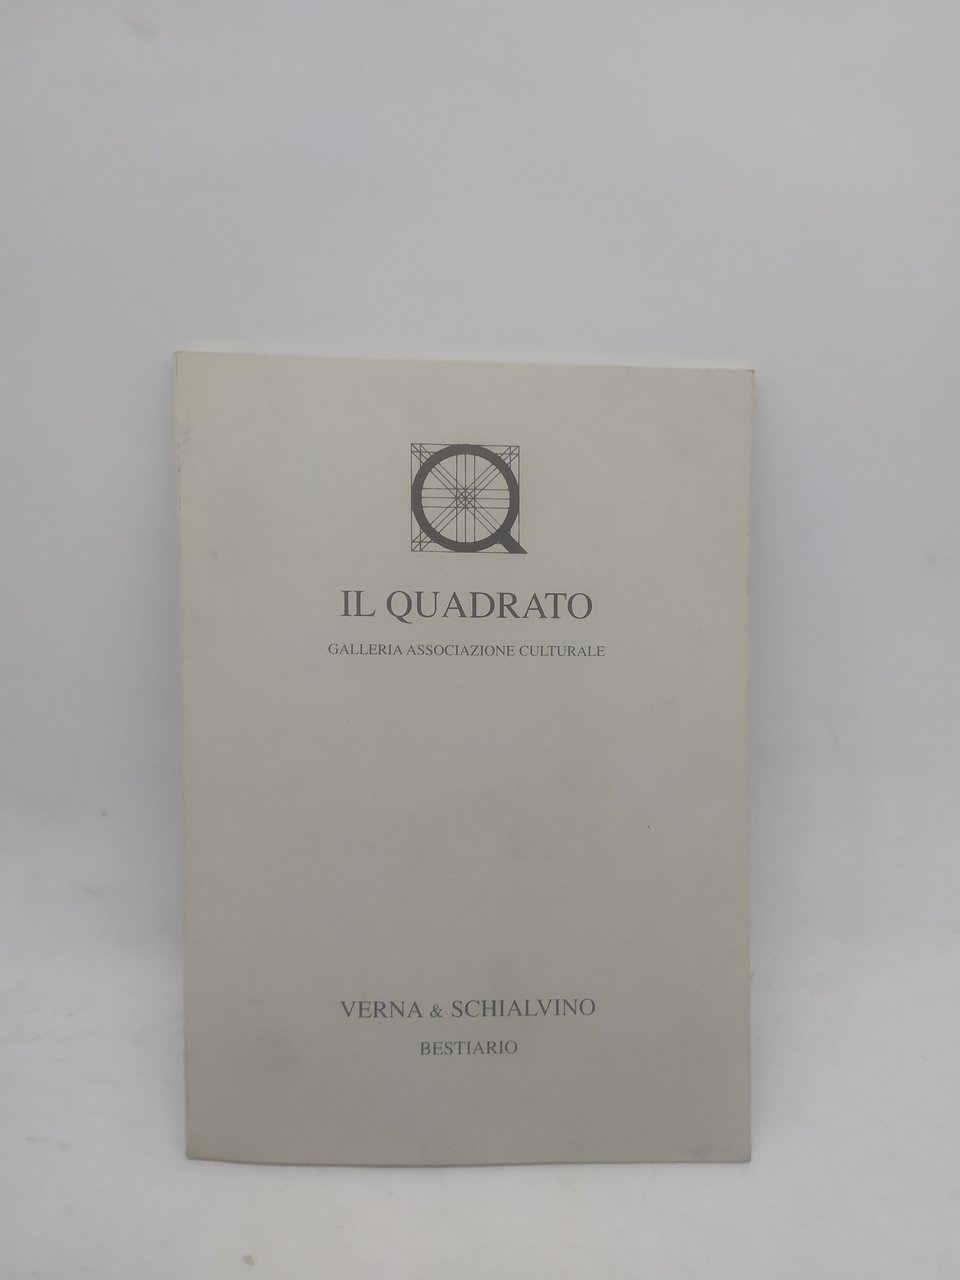 Q
IL QUADRATO
GALLERIA ASSOCIAZIONE CULTURALE
VERNA & SCHIALVINO
BESTIARIO